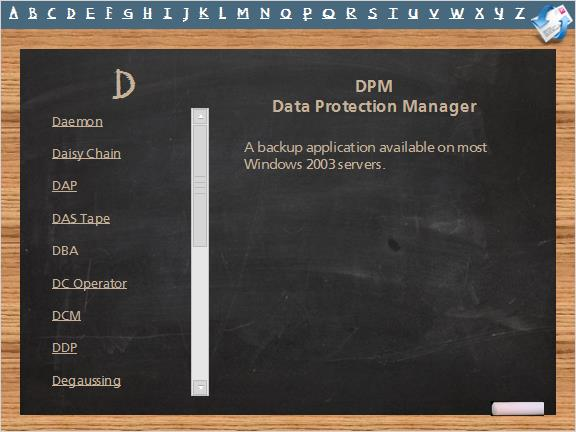 A B C D E F G H I J K L M N O P Q R S T U V W X Y Z
D
Daemon
Daisy Chain
DAP
DAS Tape
DBA
DC Operator
DCM
DDP
Degaussing
DPM
Data Protection Manager
A backup application available on most
Windows 2003 servers.